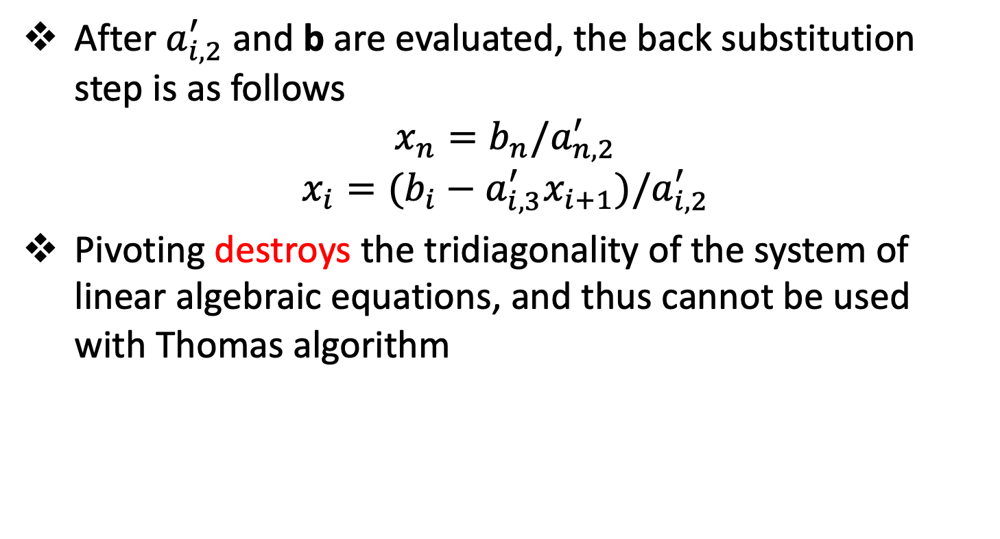 ❖ After $a'_{i,2}$ and **b** are evaluated, the back substitution
step is as follows
$x_n = b_n/a'_{n,2}$
$x_i = (b_i - a'_{i,3}x_{i+1})/a'_{i,2}$
❖ Pivoting destroys the tridiagonality of the system of
linear algebraic equations, and thus cannot be used
with Thomas algorithm